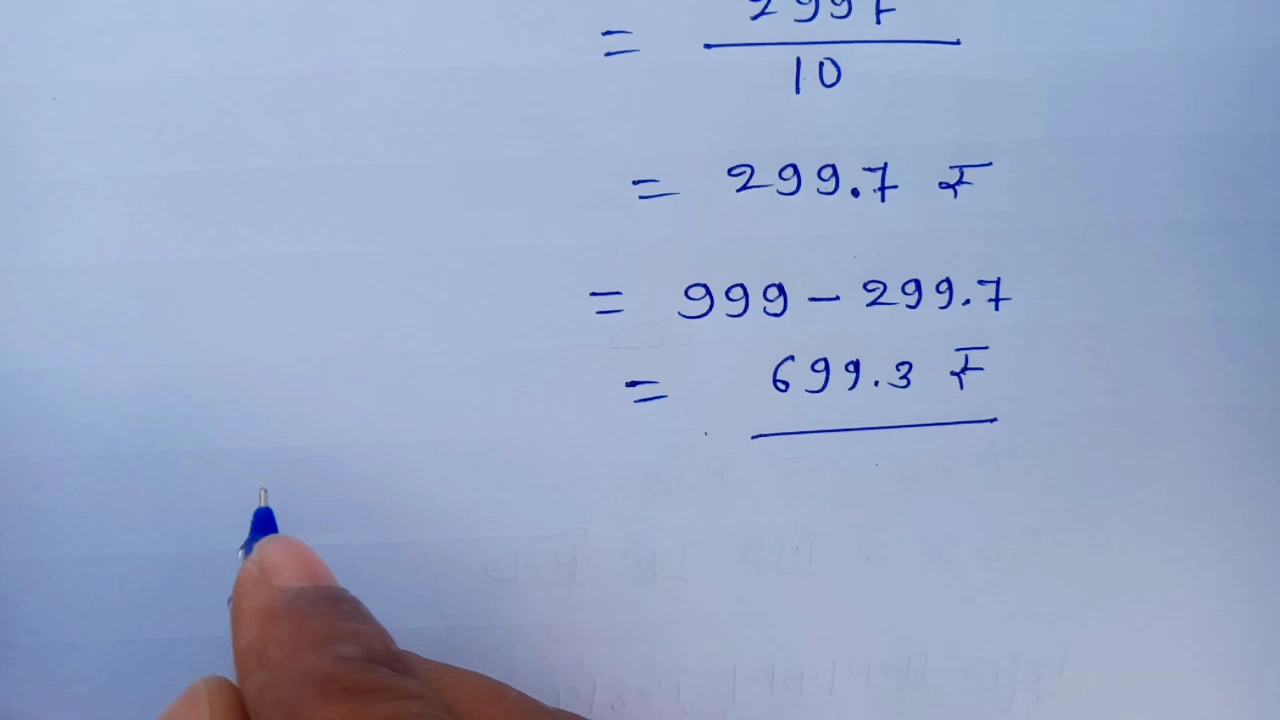 = 2997
10
= 299.7 ₹
= 999 - 299.7
= 699.3 ₹